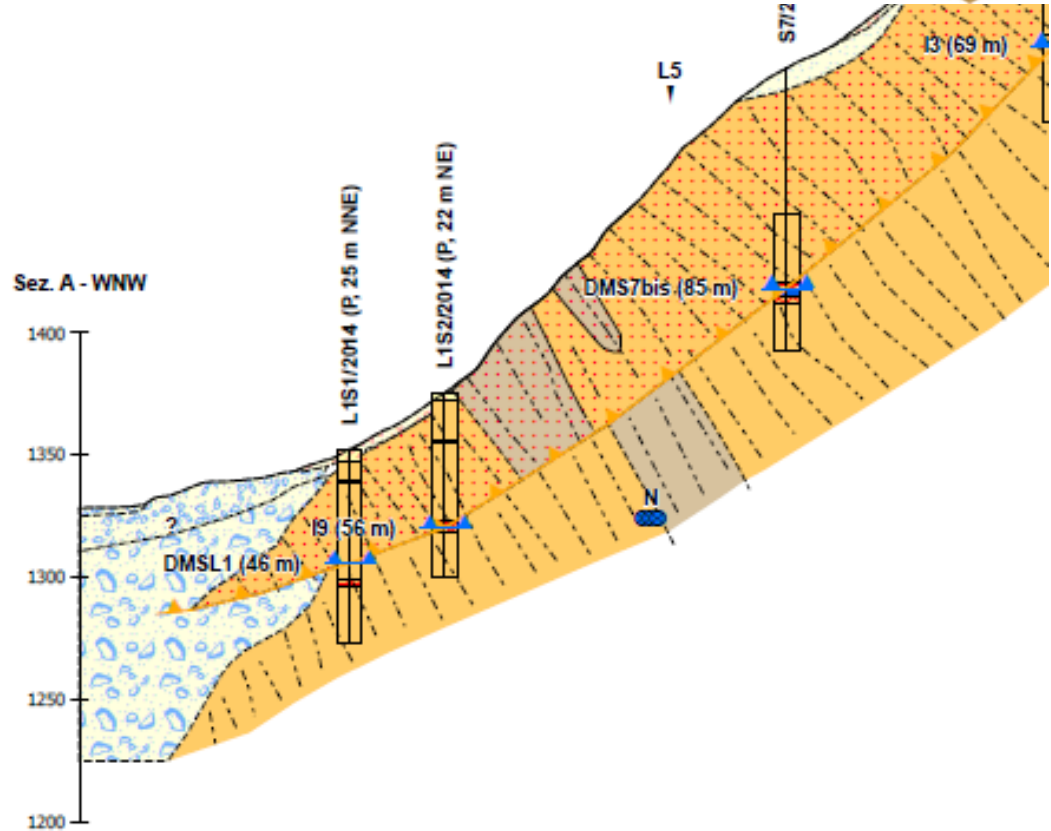 S7/2
I3 (69 m)
L5
L1S2/2014 (P, 22 m NE)
L1S1/2014 (P, 25 m NNE)
Sez. A - WNW
DMS7bis (85 m)
1400
1350
N
?
I9 (56 m)
DMSL1 (46 m)
1300
1250
1200